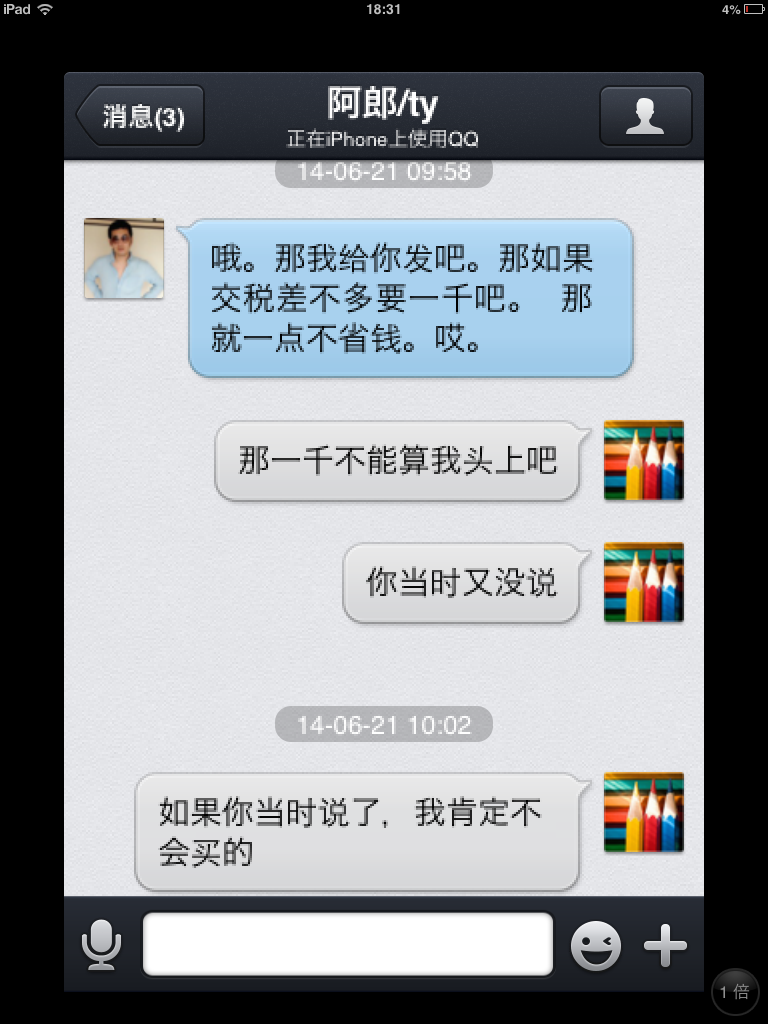 iPad 18:31 4%
消息(3)
阿郎/ty
正在iPhone上使用QQ
14-06-21 09:58
哦。那我给你发吧。那如果
交税差不多要一千吧。 那
就一点不省钱。哎。
那一千不能算我头上吧
你当时又没说
14-06-21 10:02
如果你当时说了，我肯定不
会买的
1 倍